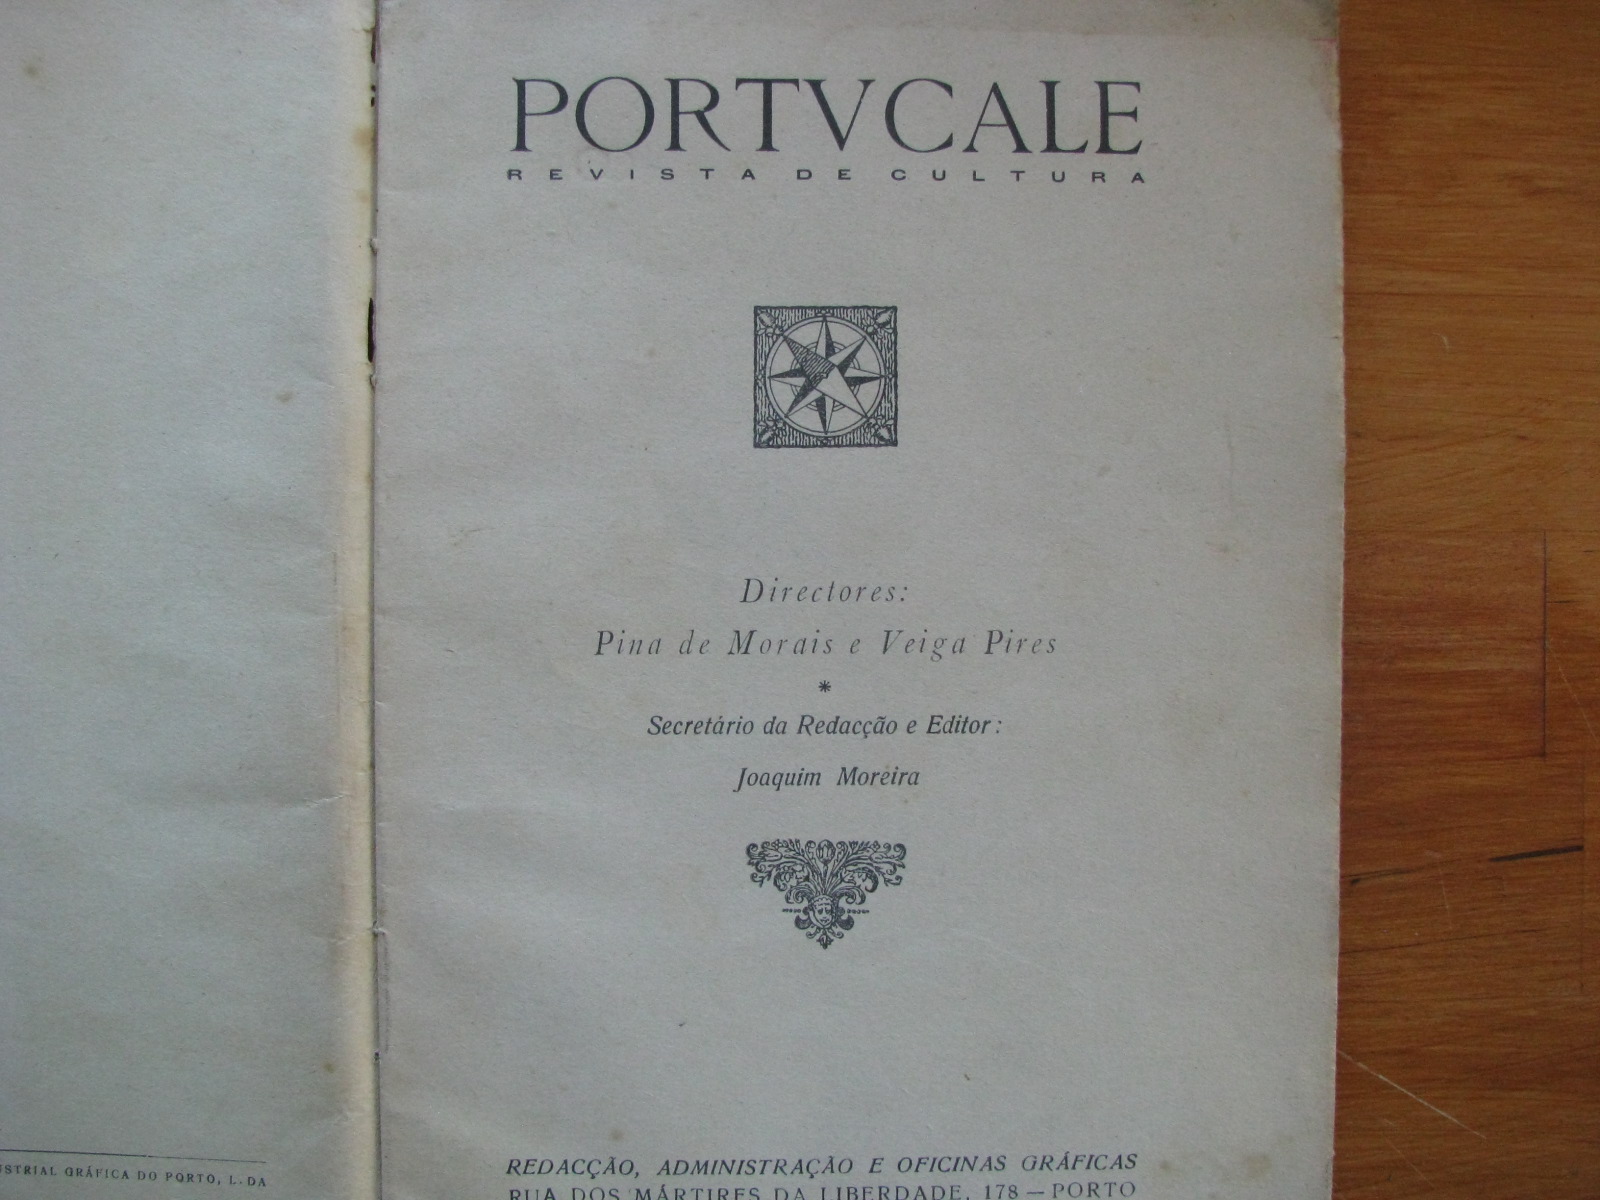 PORTVCALE
REVISTA DE CULTURA
Directores:
Pina de Morais e Veiga Pires
*
Secretário da Redacção e Editor:
Joaquim Moreira
REDACÇÃO, ADMINISTRAÇÃO E OFICINAS GRÁFICAS
RUA DOS MÁRTIRES DA LIBERDADE, 178 — PORTO
GRÁFICA DO PORTO, L.DA